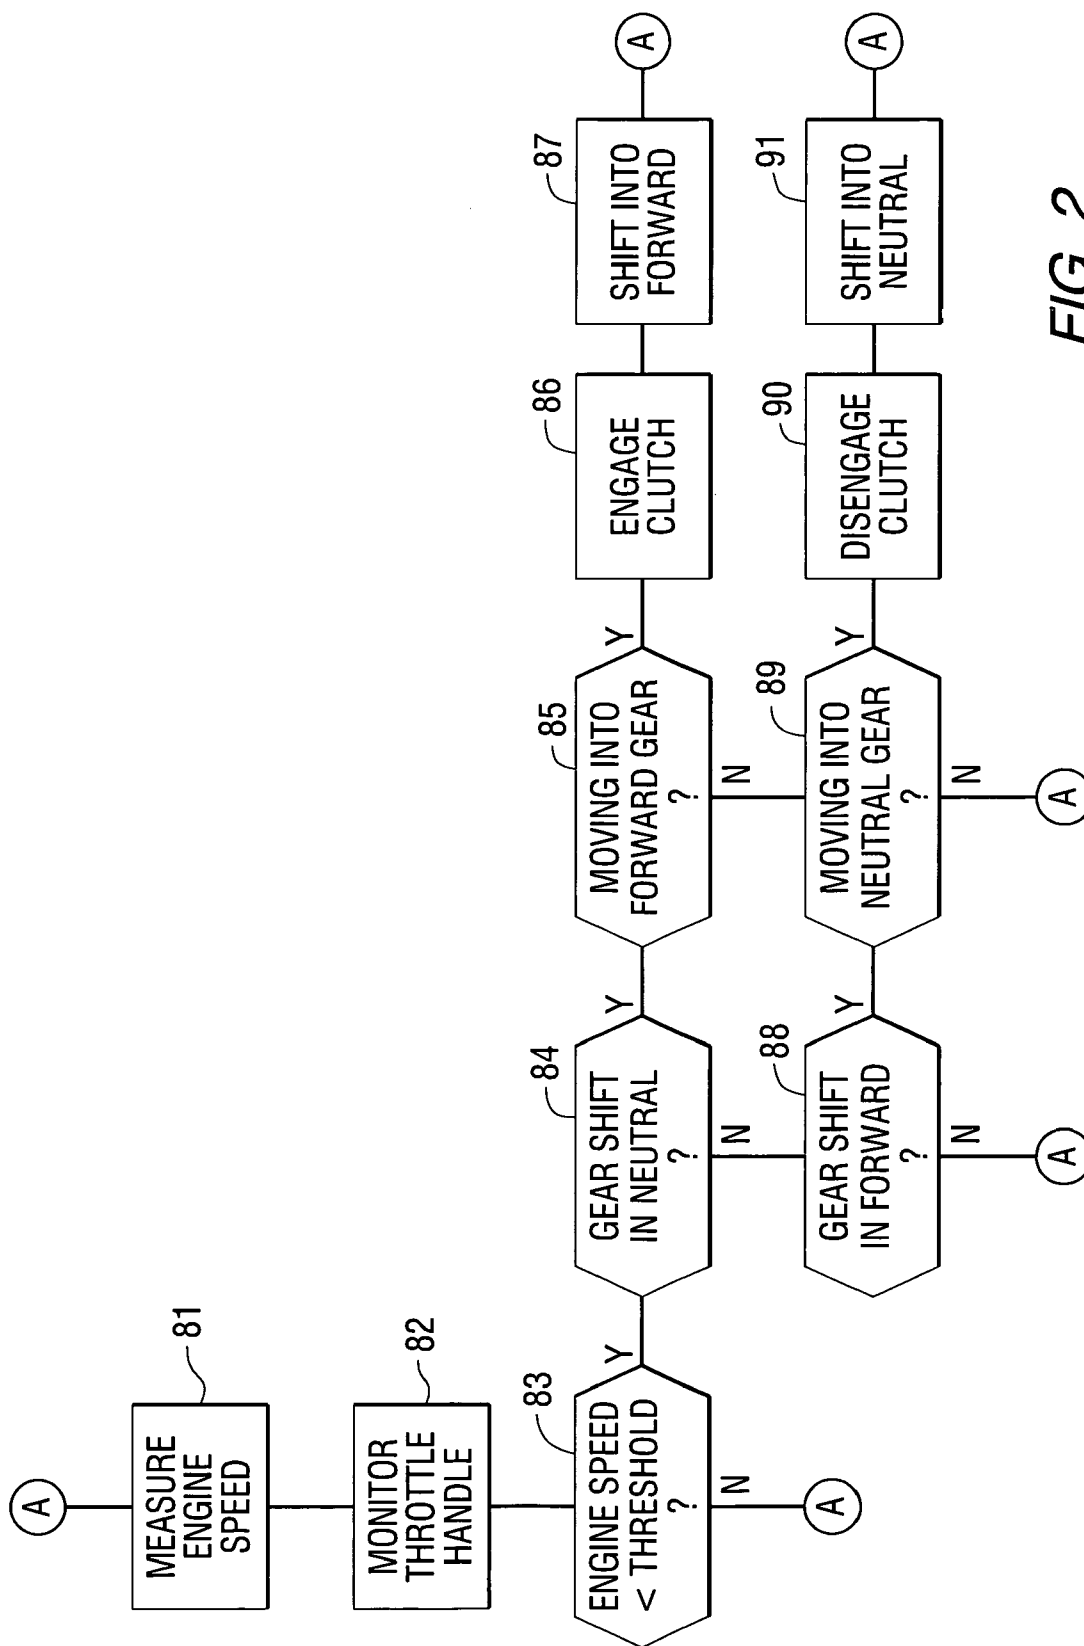 A
MEASURE
ENGINE
SPEED
81
MONITOR
THROTTLE
HANDLE
82
ENGINE SPEED
< THRESHOLD
?
83
Y
N
A
GEAR SHIFT
IN NEUTRAL
?
84
Y
N
MOVING INTO
FORWARD GEAR
?
85
Y
N
ENGAGE
CLUTCH
86
SHIFT INTO
FORWARD
87
A
GEAR SHIFT
IN FORWARD
?
88
Y
N
A
MOVING INTO
NEUTRAL GEAR
?
89
Y
N
A
DISENGAGE
CLUTCH
90
SHIFT INTO
NEUTRAL
91
A
FIG. 2